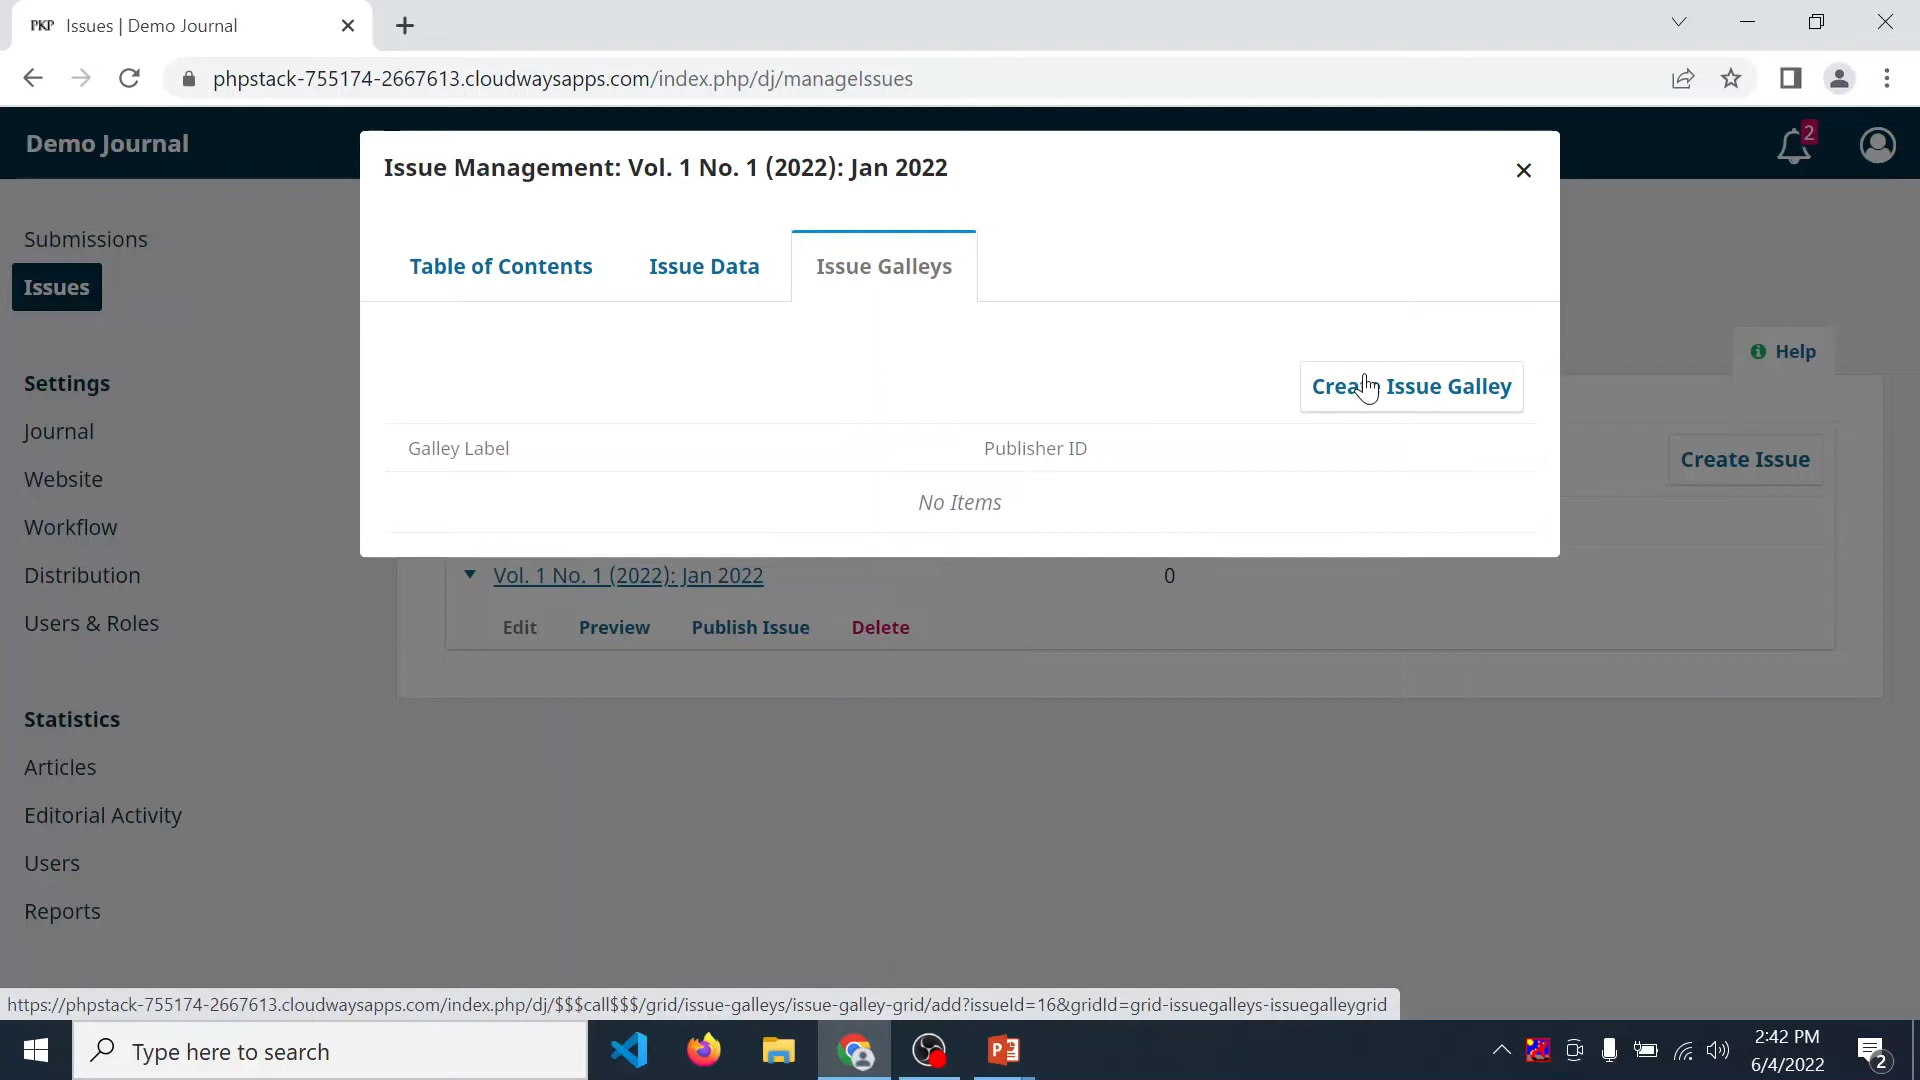 PKP Issues | Demo Journal
phpstack-755174-2667613.cloudwaysapps.com/index.php/dj/manageIssues
Demo Journal
2
Issue Management: Vol. 1 No. 1 (2022): Jan 2022
Submissions
Issues
Table of Contents
Issue Data
Issue Galleys
Help
Settings
Journal
Website
Workflow
Distribution
Users & Roles
Create Issue Galley
Galley Label
Publisher ID
No Items
Create Issue
Vol. 1 No. 1 (2022): Jan 2022
0
Edit
Preview
Publish Issue
Delete
Statistics
Articles
Editorial Activity
Users
Reports
https://phpstack-755174-2667613.cloudwaysapps.com/index.php/dj/$$$call$$$/grid/issue-galleys/issue-galley-grid/add?issueId=16&gridId=grid-issuegalleys-issuegalleygrid
Type here to search
2:42 PM
6/4/2022
2